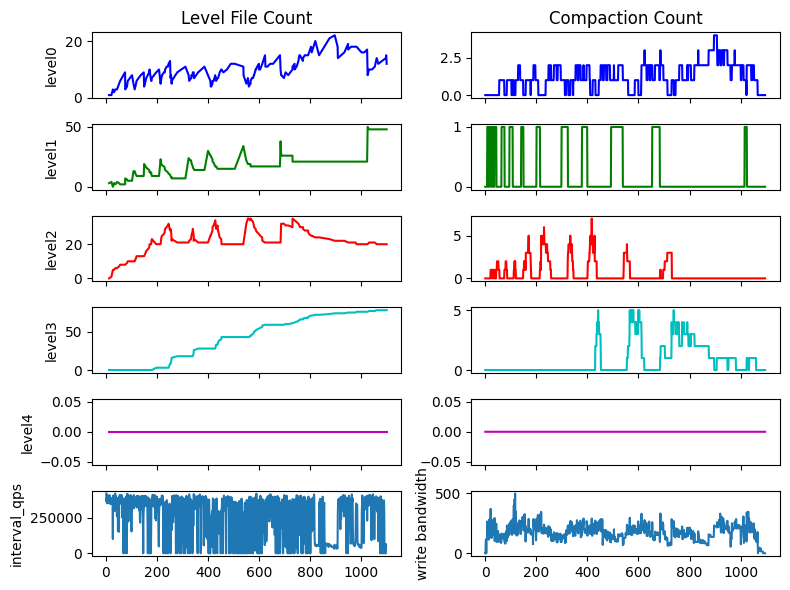 Level File Count
Compaction Count
level0
20
0
2.5
0.0
level1
50
0
1
0
level2
20
0
5
0
level3
50
0
5
0
level4
0.05
0.00
−0.05
0.05
0.00
−0.05
interval_qps
250000
0
write bandwidth
500
0
0 200 400 600 800 1000
0 200 400 600 800 1000